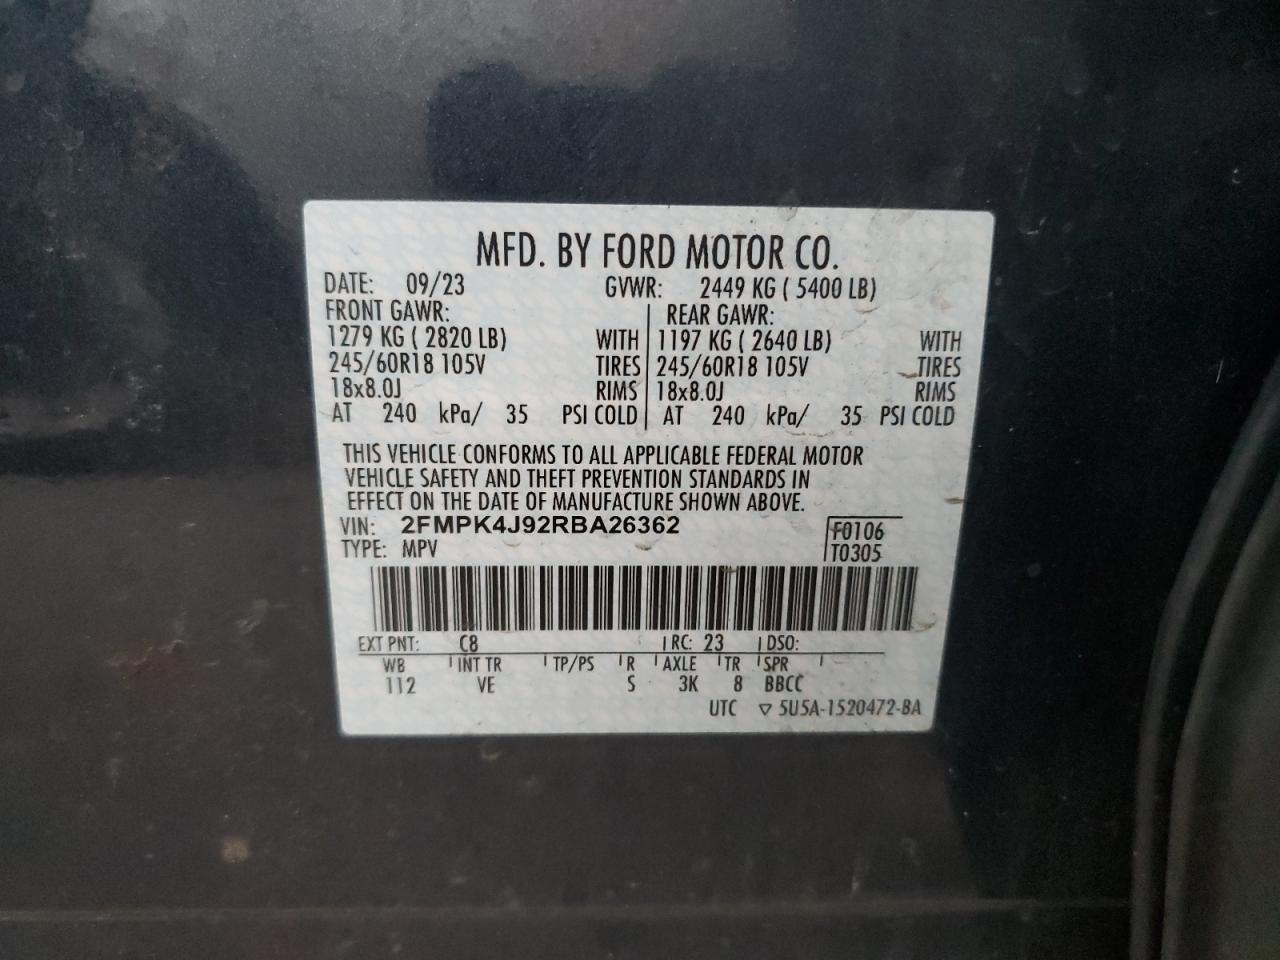 MFD. BY FORD MOTOR CO.
DATE: 09/23 GVWR: 2449 KG ( 5400 LB)
FRONT GAWR: REAR GAWR:
1279 KG ( 2820 LB) WITH 1197 KG ( 2640 LB) WITH
245/60R18 105V TIRES 245/60R18 105V TIRES
18x8.0J RIMS 18x8.0J RIMS
AT 240 kPa/ 35 PSI COLD AT 240 kPa/ 35 PSI COLD
THIS VEHICLE CONFORMS TO ALL APPLICABLE FEDERAL MOTOR
VEHICLE SAFETY AND THEFT PREVENTION STANDARDS IN
EFFECT ON THE DATE OF MANUFACTURE SHOWN ABOVE.
VIN: 2FMPK4J92RBA26362 F0106
TYPE: MPV T0305
EXT PNT: C8 RC: 23 DSO:
WB INT TR TP/PS R AXLE TR SPR
112 VE S 3K 8 BBCC
UTC ▽ 5U5A-1520472-BA